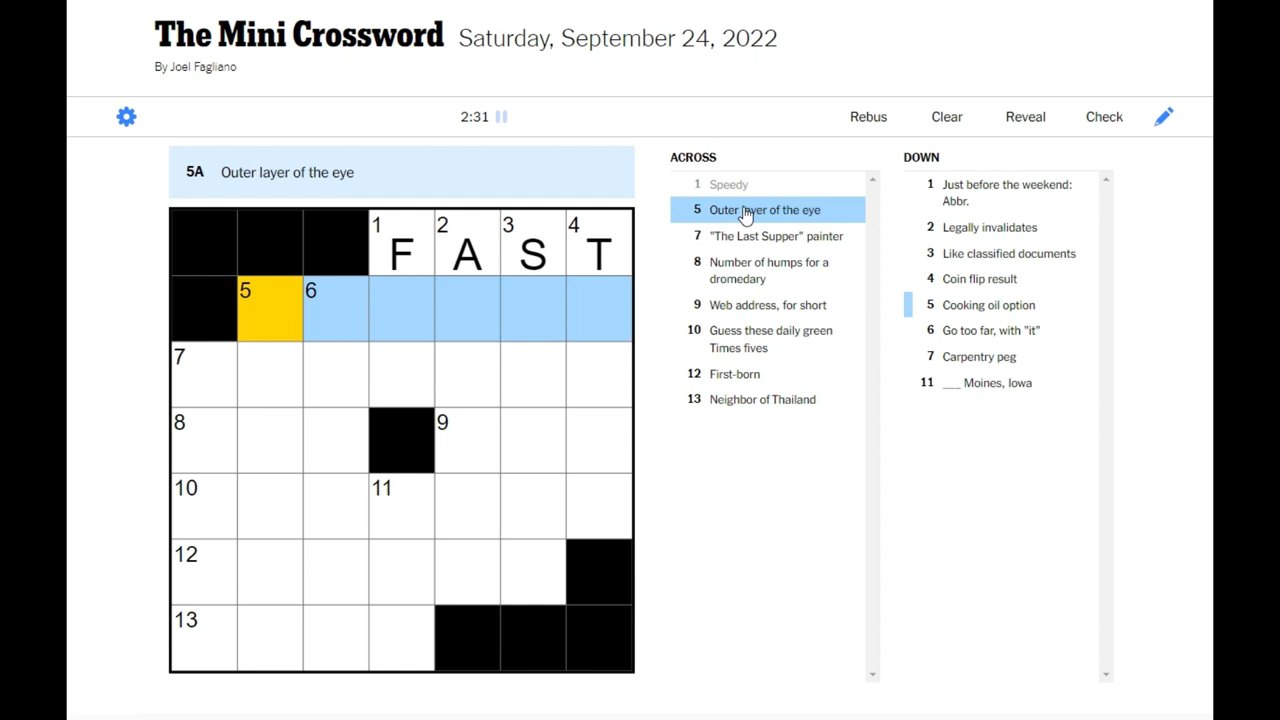 The Mini Crossword Saturday, September 24, 2022
By Joel Fagliano
2:31 Rebus Clear Reveal Check
5A Outer layer of the eye
1 2 3 4
F A S T
5 6
7
8 9
10 11
12
13
ACROSS
1 Speedy
5 Outer layer of the eye
7 "The Last Supper" painter
8 Number of humps for a
dromedary
9 Web address, for short
10 Guess these daily green
Times fives
12 First-born
13 Neighbor of Thailand
DOWN
1 Just before the weekend:
Abbr.
2 Legally invalidates
3 Like classified documents
4 Coin flip result
5 Cooking oil option
6 Go too far, with "it"
7 Carpentry peg
11 ___ Moines, Iowa